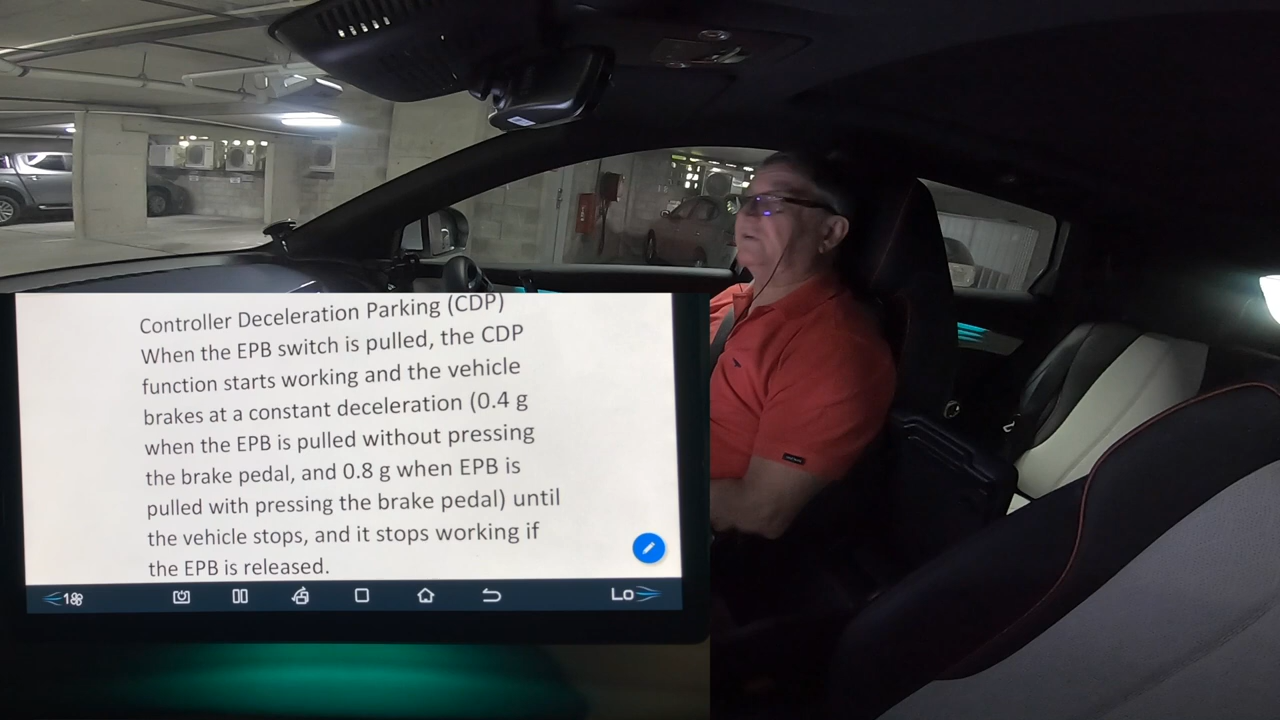 Controller Deceleration Parking (CDP)
When the EPB switch is pulled, the CDP
function starts working and the vehicle
brakes at a constant deceleration (0.4 g
when the EPB is pulled without pressing
the brake pedal, and 0.8 g when EPB is
pulled with pressing the brake pedal) until
the vehicle stops, and it stops working if
the EPB is released.
18
Lo